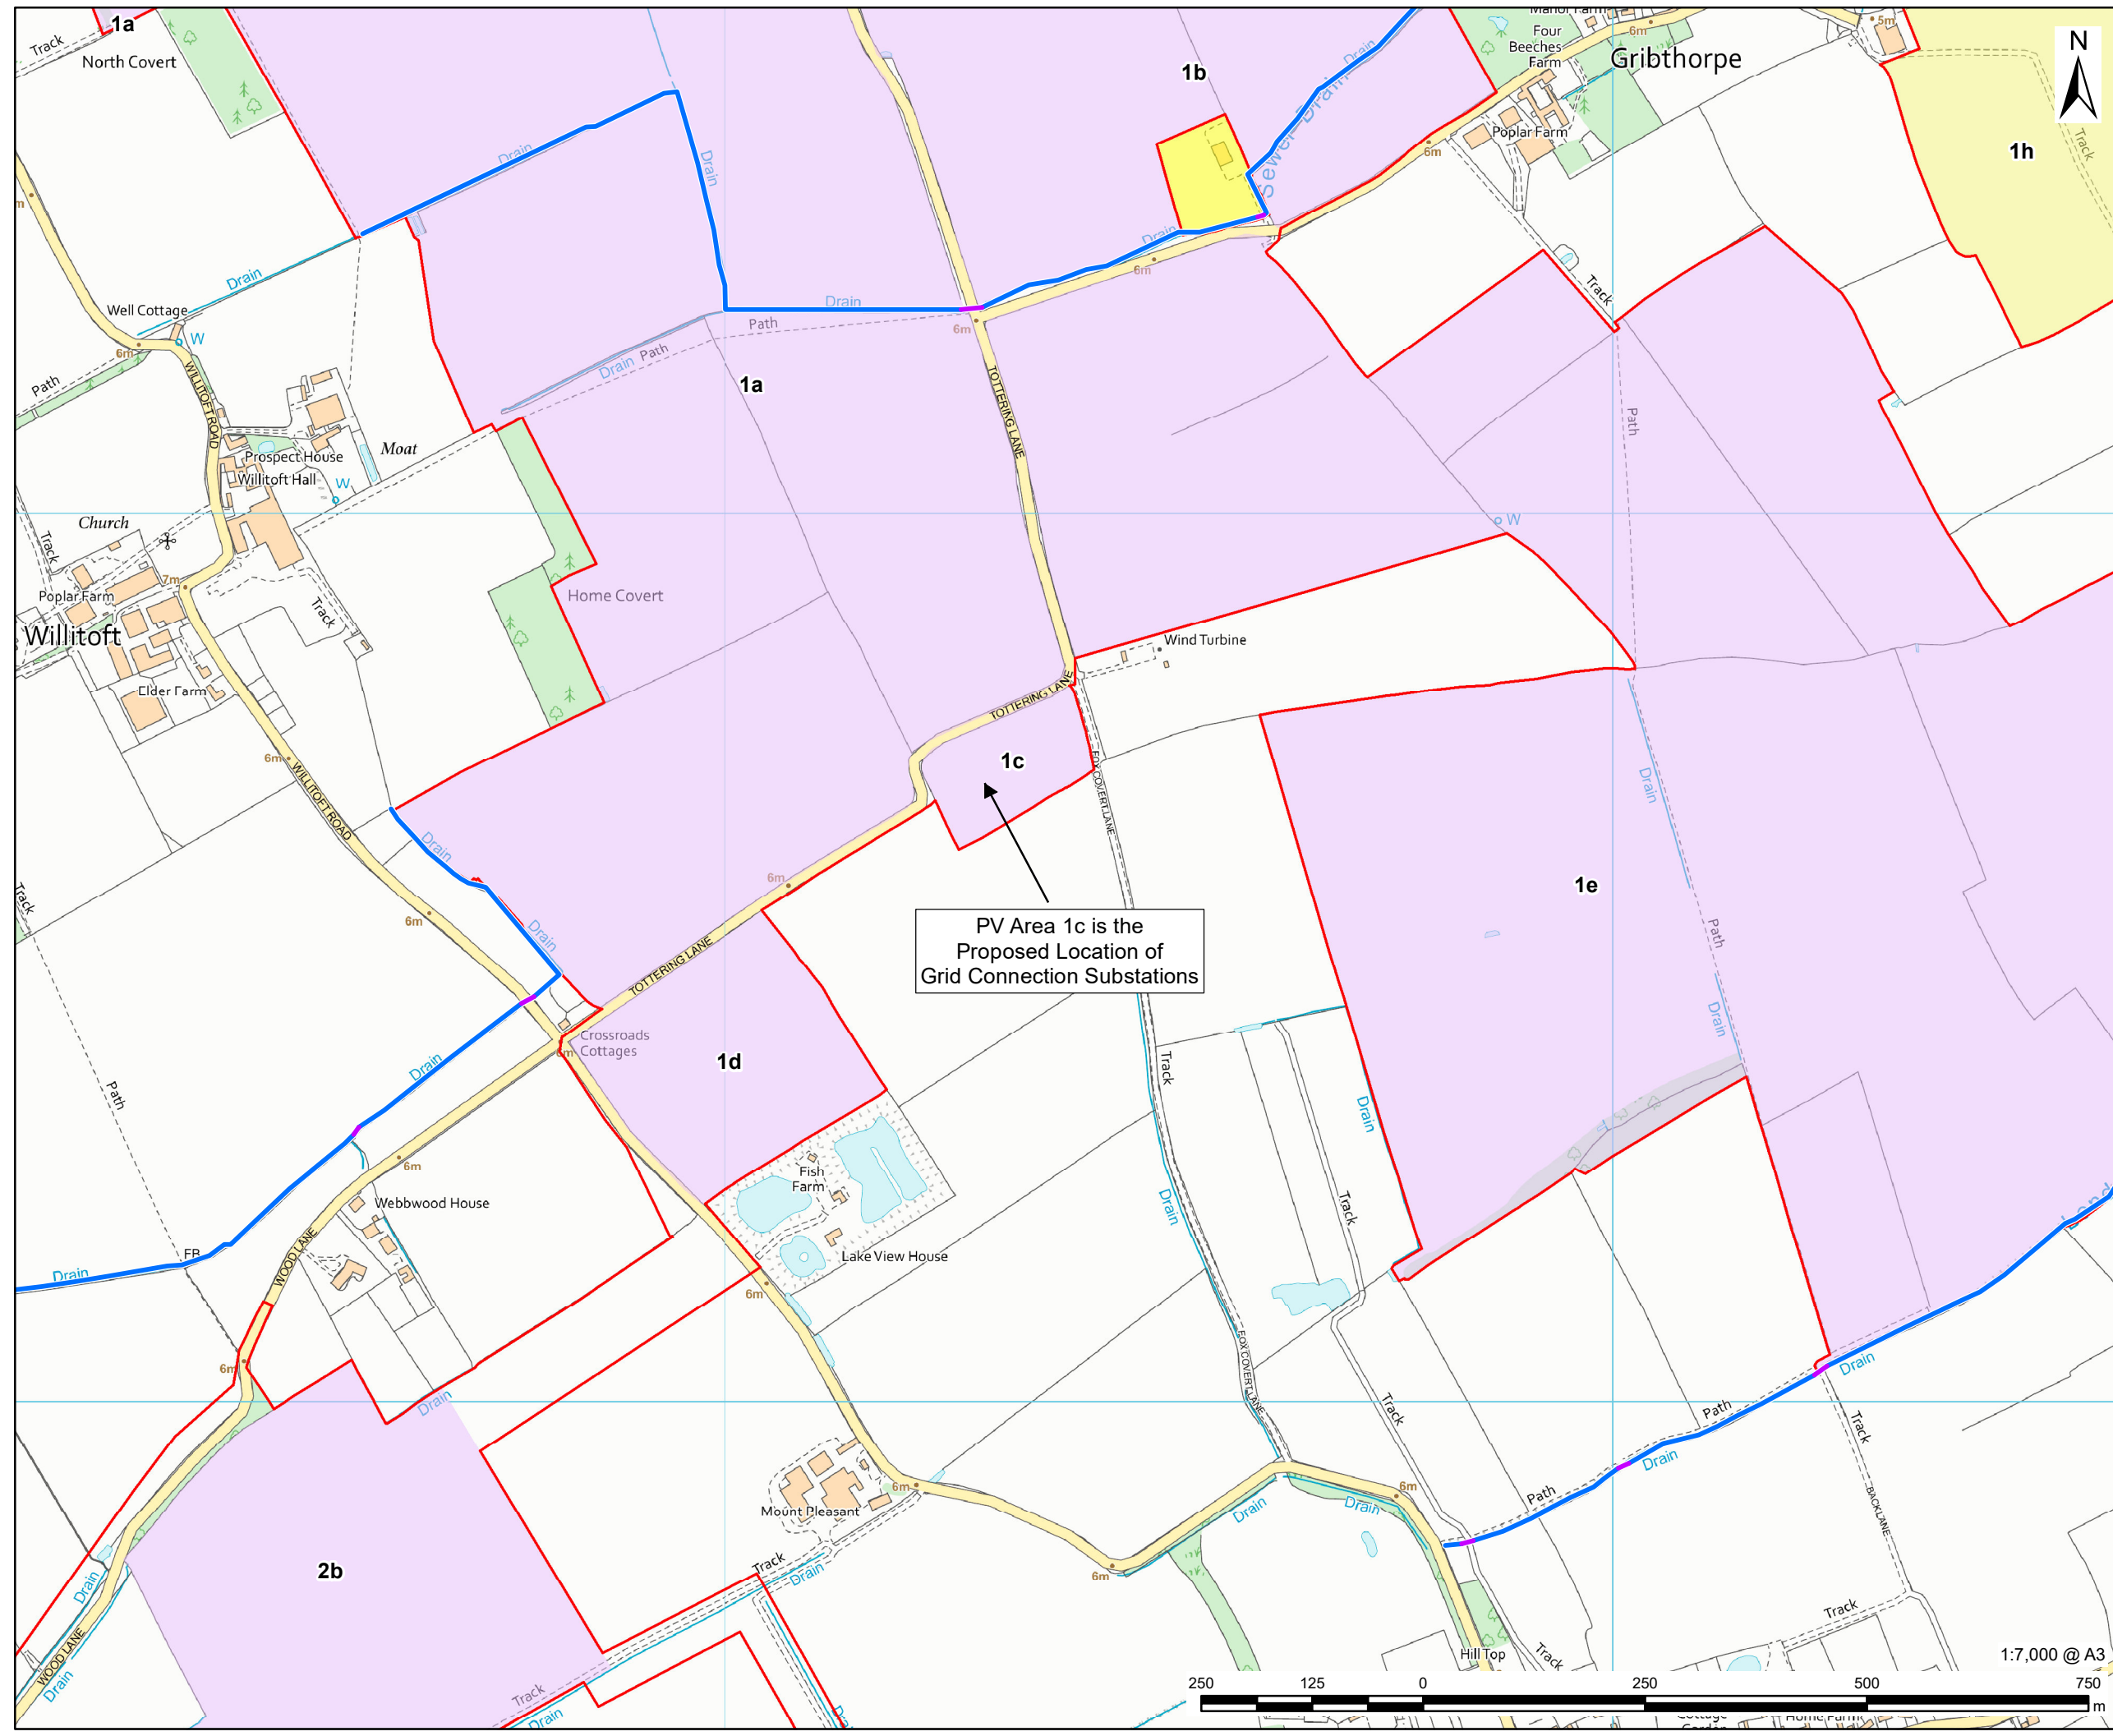 1a
Track
North Covert
1b
Sewer Drain
Drain
Manor Farm
Four
Beeches
Farm
6m
Gribthorpe
5m
N
Poplar Farm
6m
1h
Track
Drain
Drain
Drain
Drain
6m
Track
Well Cottage
W
6m
Drain
Path
6m
Drain
Path
Path
WILLITOFT ROAD
1a
TOTTERING LANE
Path
Moat
Prospect House
Willitoft Hall
W
Church
Track
W
7m
Poplar Farm
Track
Home Covert
Willitoft
Wind Turbine
Elder Farm
TOTTERING LANE
6m
WILLITOFT ROAD
1c
FOX COVERT LANE
Drain
Drain
6m
1e
Track
6m
Drain
PV Area 1c is the
Proposed Location of
Grid Connection Substations
Path
TOTTERING LANE
Drain
Crossroads
Cottages
6m
1d
Drain
Path
Track
Drain
6m
Fish
Farm
Webbwood House
Drain
Track
Lake View House
FB
WOOD LANE
Drain
6m
6m
FOX COVERT LANE
Drain
Drain
Track
Path
Track
6m
Mount Pleasant
6m
Drain
Drain
Drain
Path
BACK LANE
2b
Track
Drain
6m
Drain
WOOD LANE
Drain
Track
Hill Top
Track
1:7,000 @ A3
Track
Drain
250 125 0 250 500 750
m